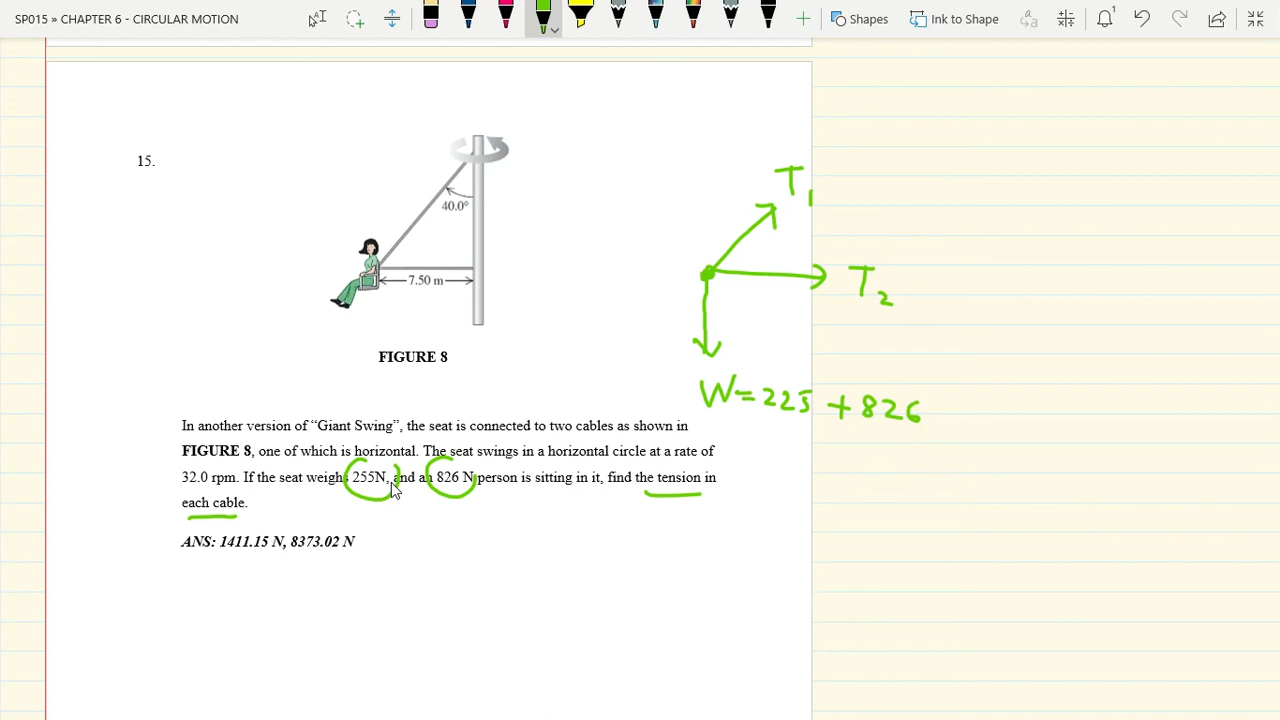 SP015 » CHAPTER 6 - CIRCULAR MOTION
Shapes
Ink to Shape
1
15.
40.0°
7.50 m
FIGURE 8
T1
T2
W=225 + 826
In another version of “Giant Swing”, the seat is connected to two cables as shown in
FIGURE 8, one of which is horizontal. The seat swings in a horizontal circle at a rate of
32.0 rpm. If the seat weighs 255N, and an 826 N person is sitting in it, find the tension in
each cable.
ANS: 1411.15 N, 8373.02 N